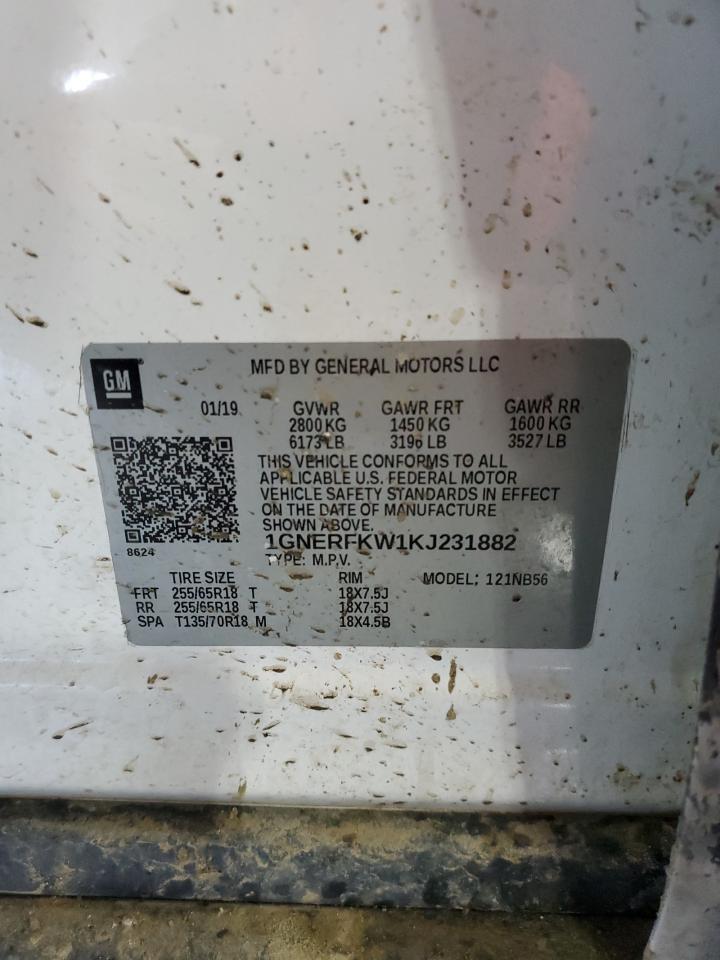 GM
MFD BY GENERAL MOTORS LLC
01/19 GVWR GAWR FRT GAWR RR
2800 KG 1450 KG 1600 KG
6173 LB 3196 LB 3527 LB
THIS VEHICLE CONFORMS TO ALL
APPLICABLE U.S. FEDERAL MOTOR
VEHICLE SAFETY STANDARDS IN EFFECT
ON THE DATE OF MANUFACTURE
SHOWN ABOVE.
1GNERFKW1KJ231882
8624
TYPE: M.P.V.
TIRE SIZE RIM MODEL: 121NB56
FRT 255/65R18 T 18X7.5J
RR 255/65R18 T 18X7.5J
SPA T135/70R18 M 18X4.5B